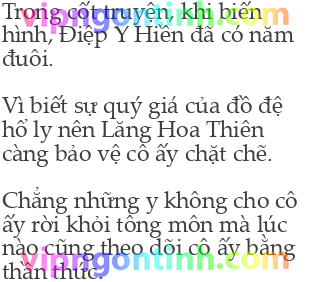 Trong cốt truyện, khi biến
hình, Điệp Y Hiền đã có năm
đuôi.
Vì biết sự quý giá của đồ đệ
hồ ly nên Lăng Hoa Thiên
càng bảo vệ cô ấy chặt chẽ.
Chẳng những y không cho cô
ấy rời khỏi tông môn mà lúc
nào cũng theo dõi cô ấy bằng
thần thức.
vipngontinh.com
vipngontinh.com